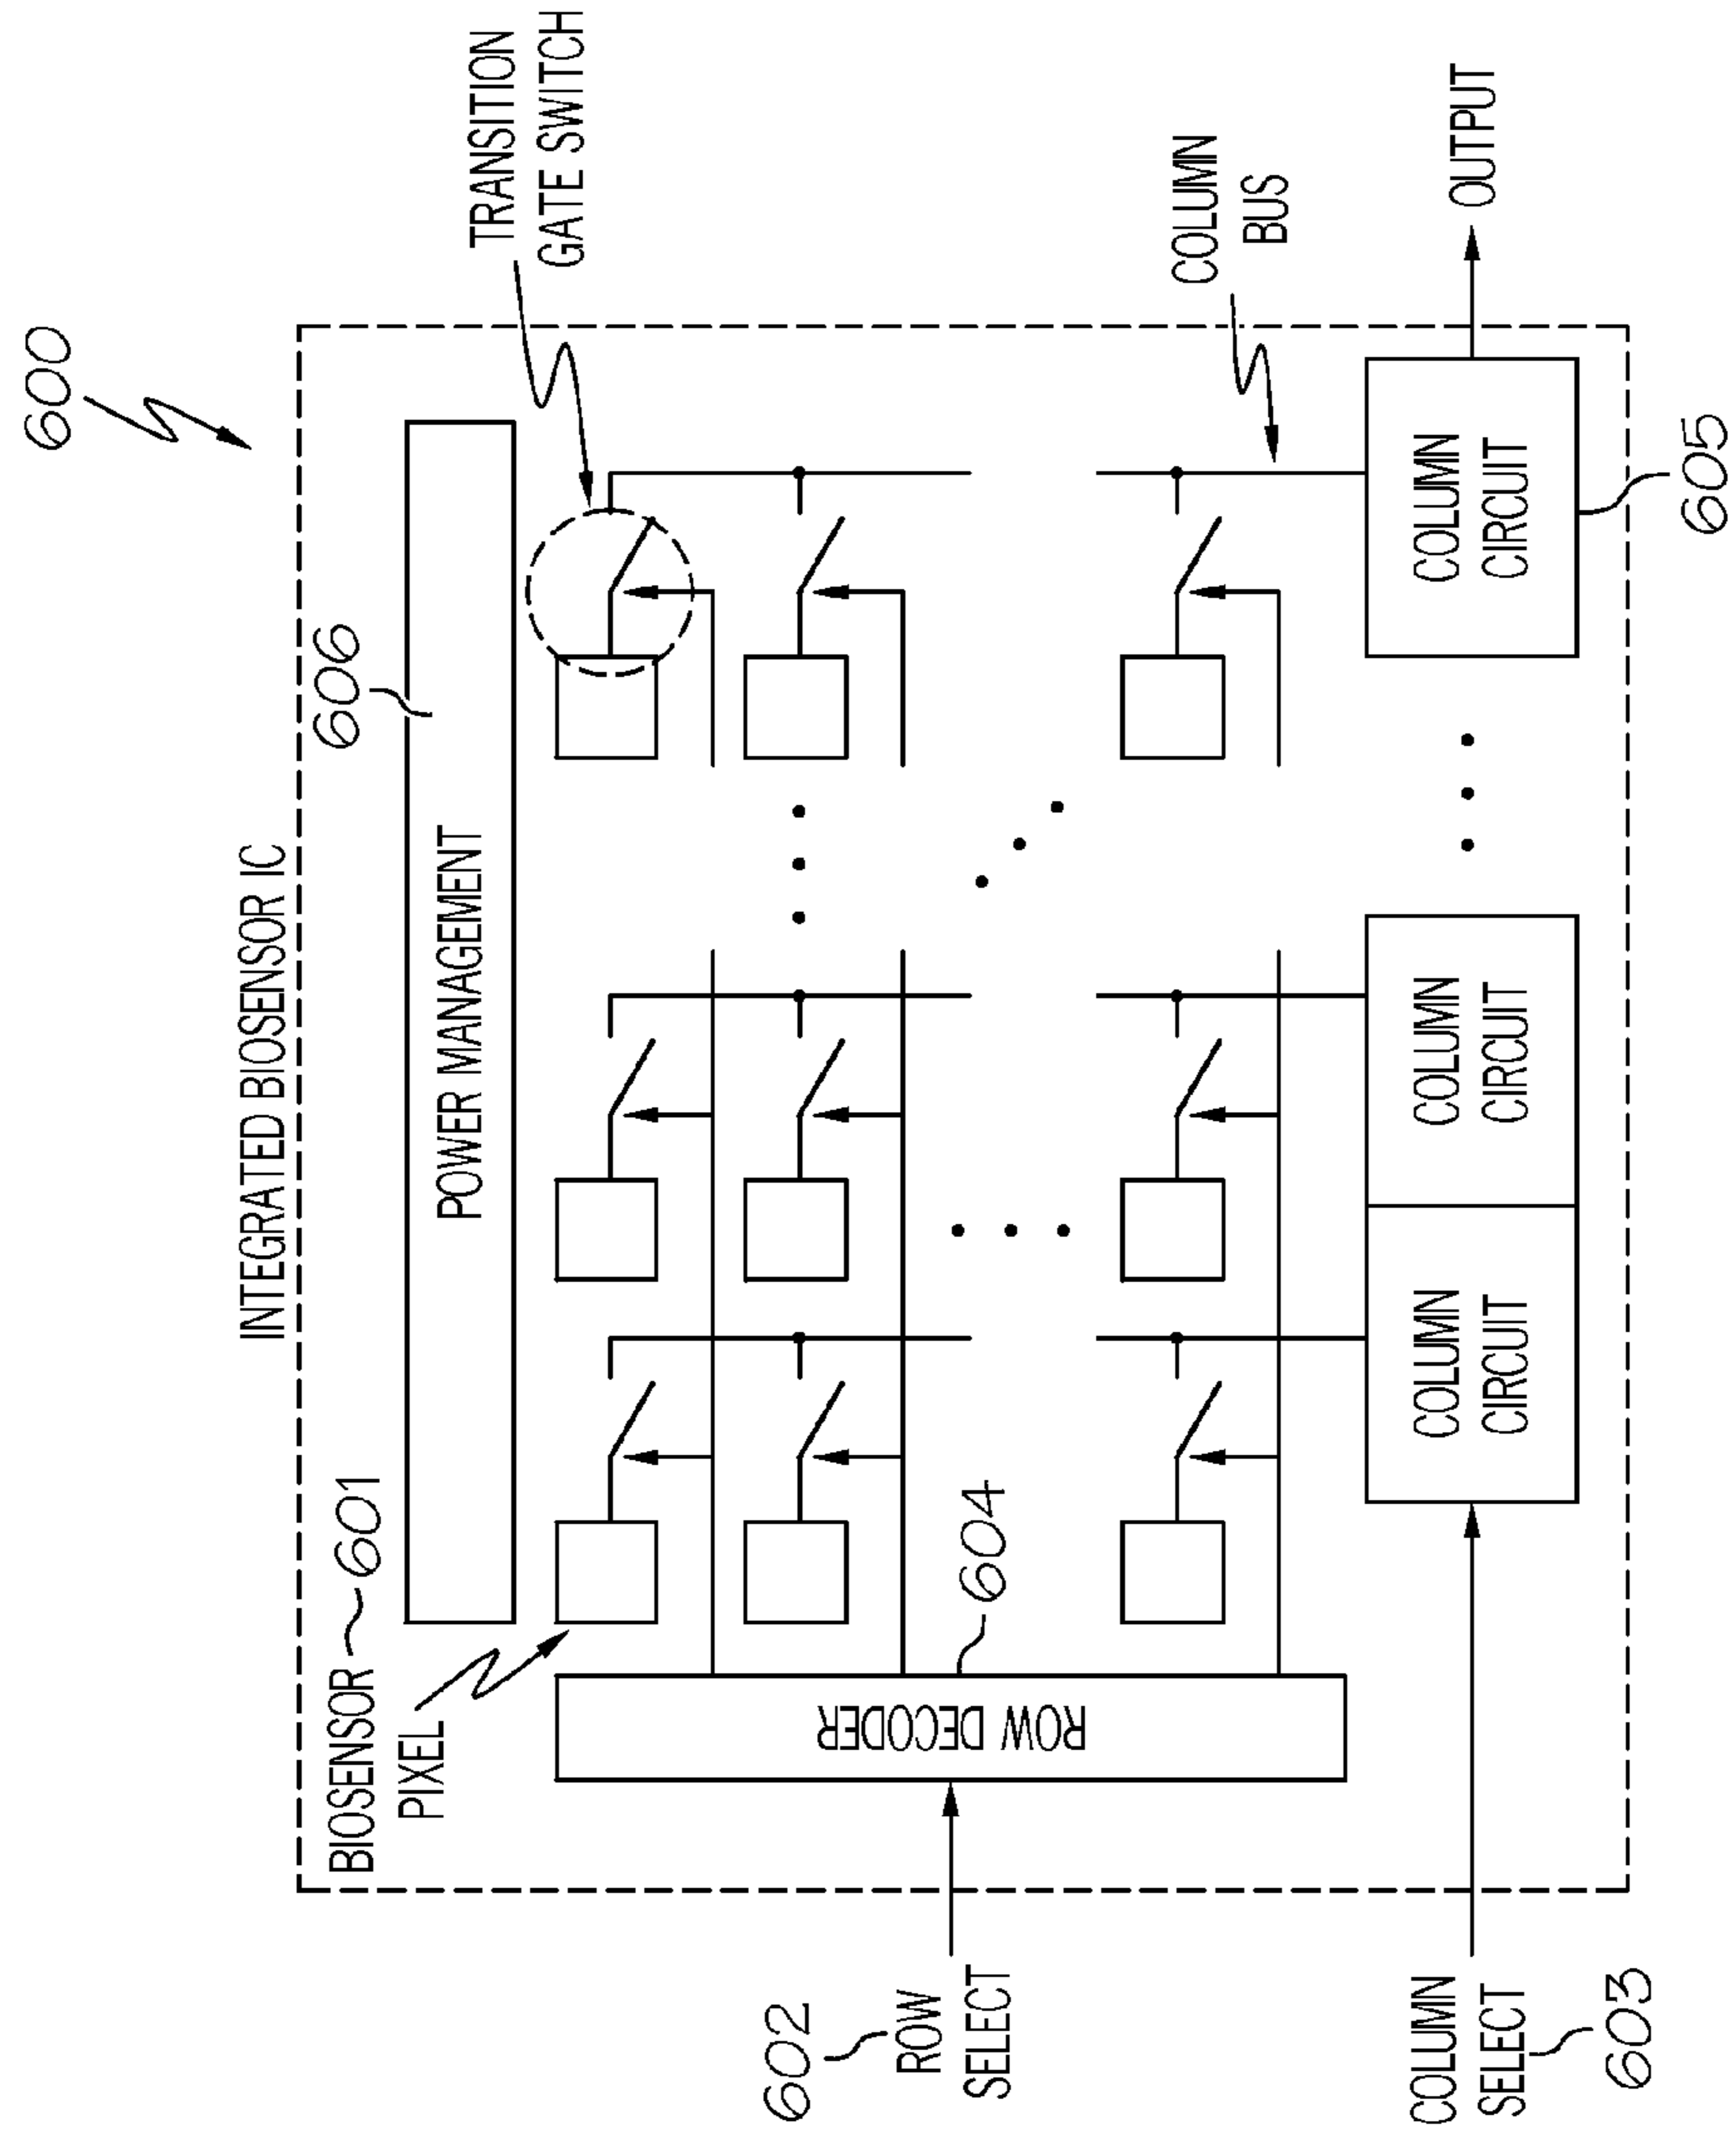 600
INTEGRATED BIOSENSOR IC
BIOSENSOR
PIXEL
601
606
POWER MANAGEMENT
TRANSITION
GATE SWITCH
602
ROW
SELECT
ROW DECODER
604
COLUMN
BUS
COLUMN
SELECT
603
COLUMN
CIRCUIT
COLUMN
CIRCUIT
COLUMN
CIRCUIT
605
OUTPUT